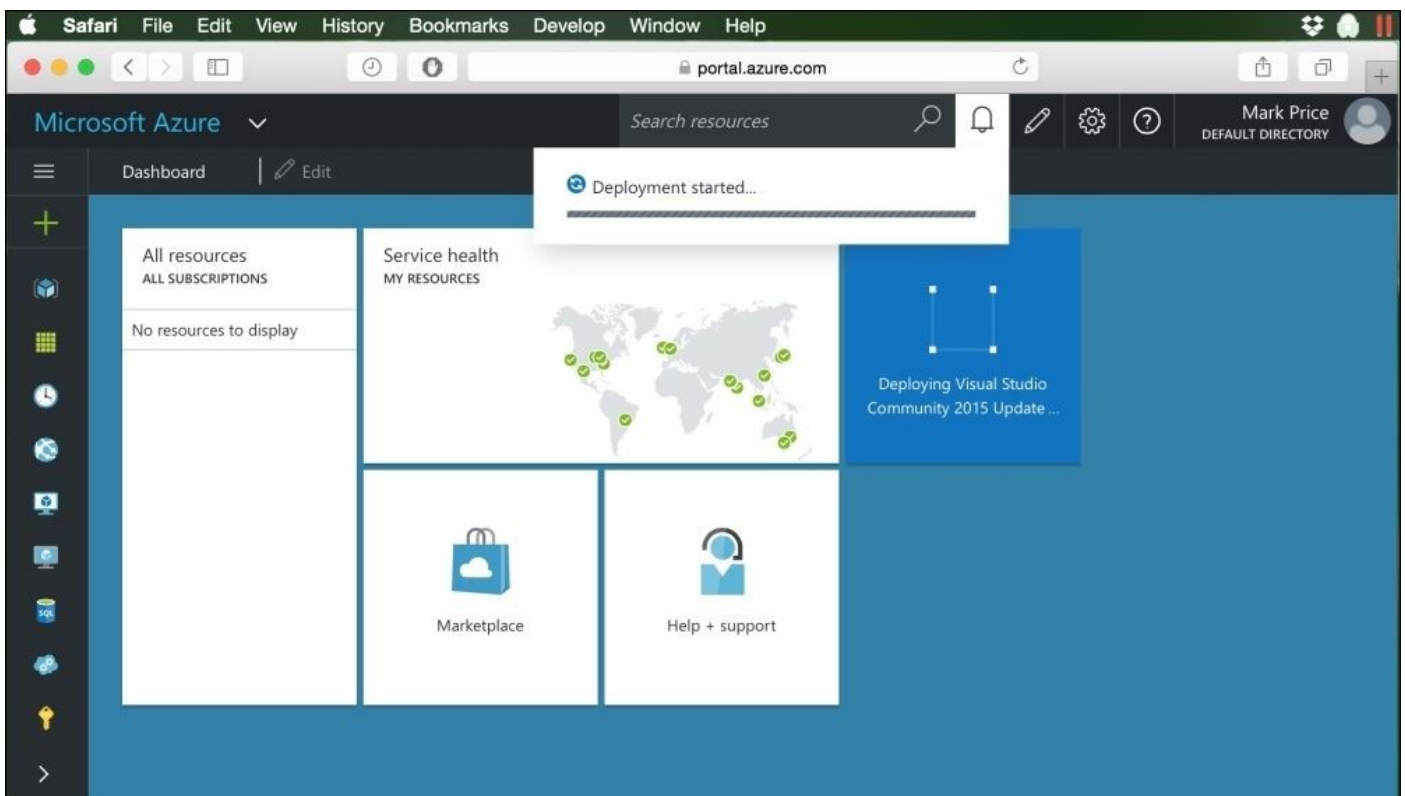 Safari File Edit View History Bookmarks Develop Window Help
portal.azure.com
Microsoft Azure
Search resources
Mark Price
DEFAULT DIRECTORY
Dashboard
Edit
Deployment started...
All resources
ALL SUBSCRIPTIONS
No resources to display
Service health
MY RESOURCES
Deploying Visual Studio
Community 2015 Update ...
Marketplace
Help + support
SQL